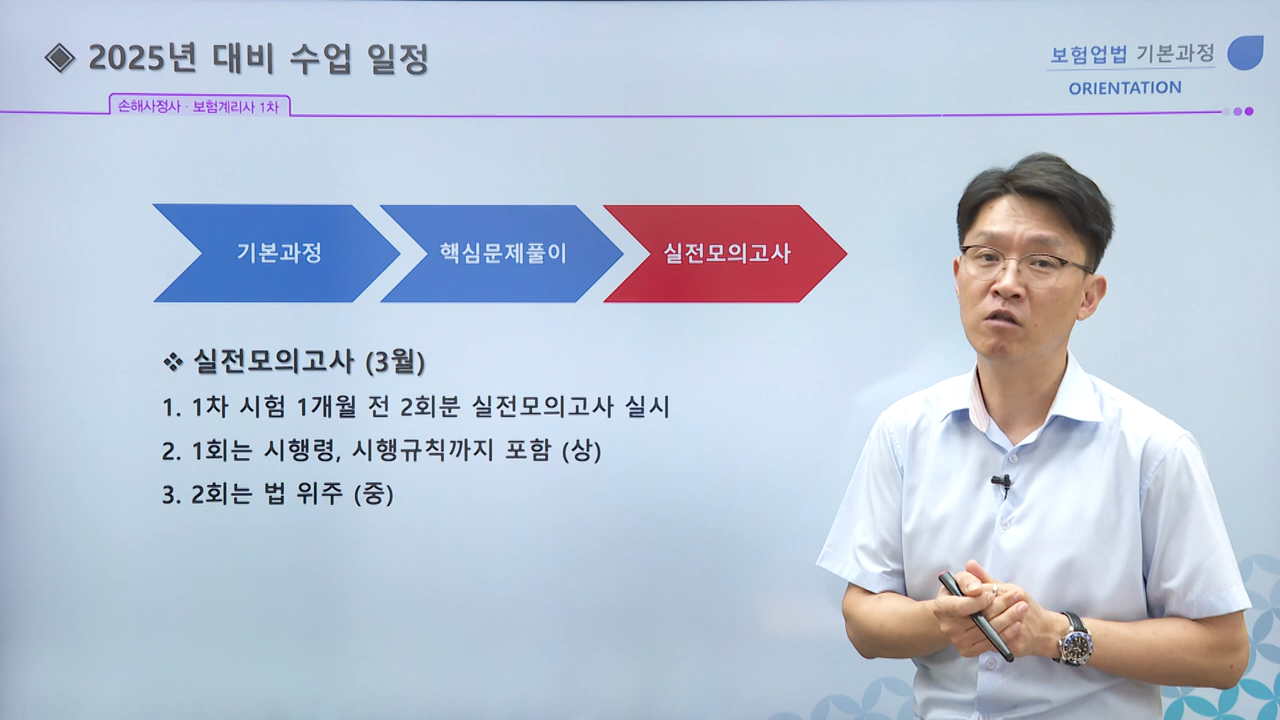 ◈ 2025년 대비 수업 일정
보험업법 기본과정
ORIENTATION
손해사정사 · 보험계리사 1차
기본과정
핵심문제풀이
실전모의고사
❖ 실전모의고사 (3월)
1. 1차 시험 1개월 전 2회분 실전모의고사 실시
2. 1회는 시행령, 시행규칙까지 포함 (상)
3. 2회는 법 위주 (중)